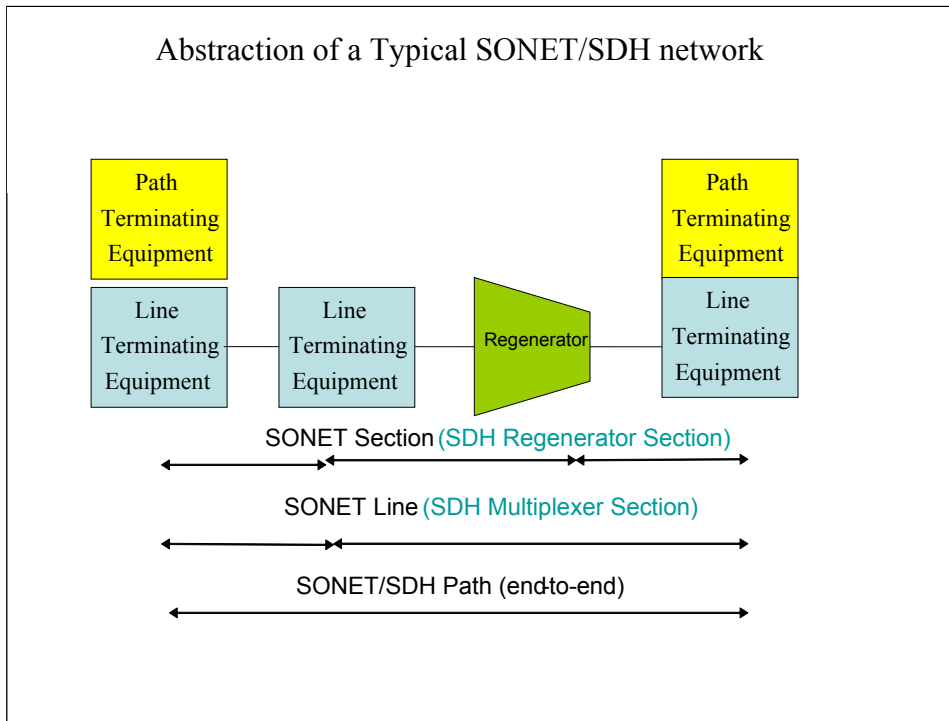 Abstraction of a Typical SONET/SDH network
Path
Terminating
Equipment
Path
Terminating
Equipment
Line
Terminating
Equipment
Line
Terminating
Equipment
Regenerator
Line
Terminating
Equipment
SONET Section (SDH Regenerator Section)
SONET Line (SDH Multiplexer Section)
SONET/SDH Path (end-to-end)